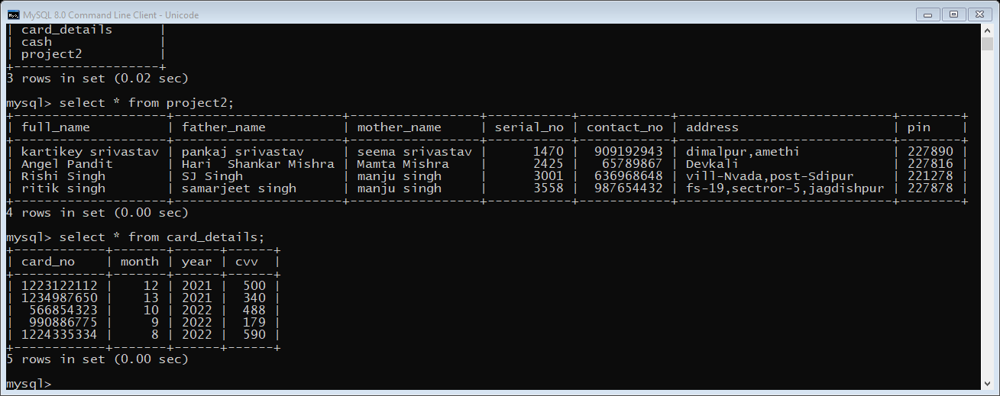 MySQL 8.0 Command Line Client - Unicode
| card_details      |
| cash              |
| project2          |
+-------------------+
3 rows in set (0.02 sec)
mysql> select * from project2;
+--------------------+----------------------+-----------------+-----------+------------+----------------------------+--------+
| full_name          | father_name          | mother_name     | serial_no | contact_no | address                    | pin    |
+--------------------+----------------------+-----------------+-----------+------------+----------------------------+--------+
| kartikey srivastav | pankaj srivastav     | seema srivastav |      1470 |  909192943 | dimalpur,amethi            | 227890 |
| Angel Pandit       | Hari  Shankar Mishra | Mamta Mishra    |      2425 |   65789867 | Devkali                    | 227816 |
| Rishi Singh        | SJ Singh             | manju singh     |      3001 |  636968648 | vill-Nvada,post-Sdipur     | 221278 |
| ritik singh        | samarjeet singh      | manju singh     |      3558 |  987654432 | fs-19,sectror-5,jagdishpur | 227878 |
+--------------------+----------------------+-----------------+-----------+------------+----------------------------+--------+
4 rows in set (0.00 sec)
mysql> select * from card_details;
+------------+-------+------+------+
| card_no    | month | year | cvv  |
+------------+-------+------+------+
| 1223122112 |    12 | 2021 |  500 |
| 1234987650 |    13 | 2021 |  340 |
|  566854323 |    10 | 2022 |  488 |
|  990886775 |     9 | 2022 |  179 |
| 1224335334 |     8 | 2022 |  590 |
+------------+-------+------+------+
5 rows in set (0.00 sec)
mysql>